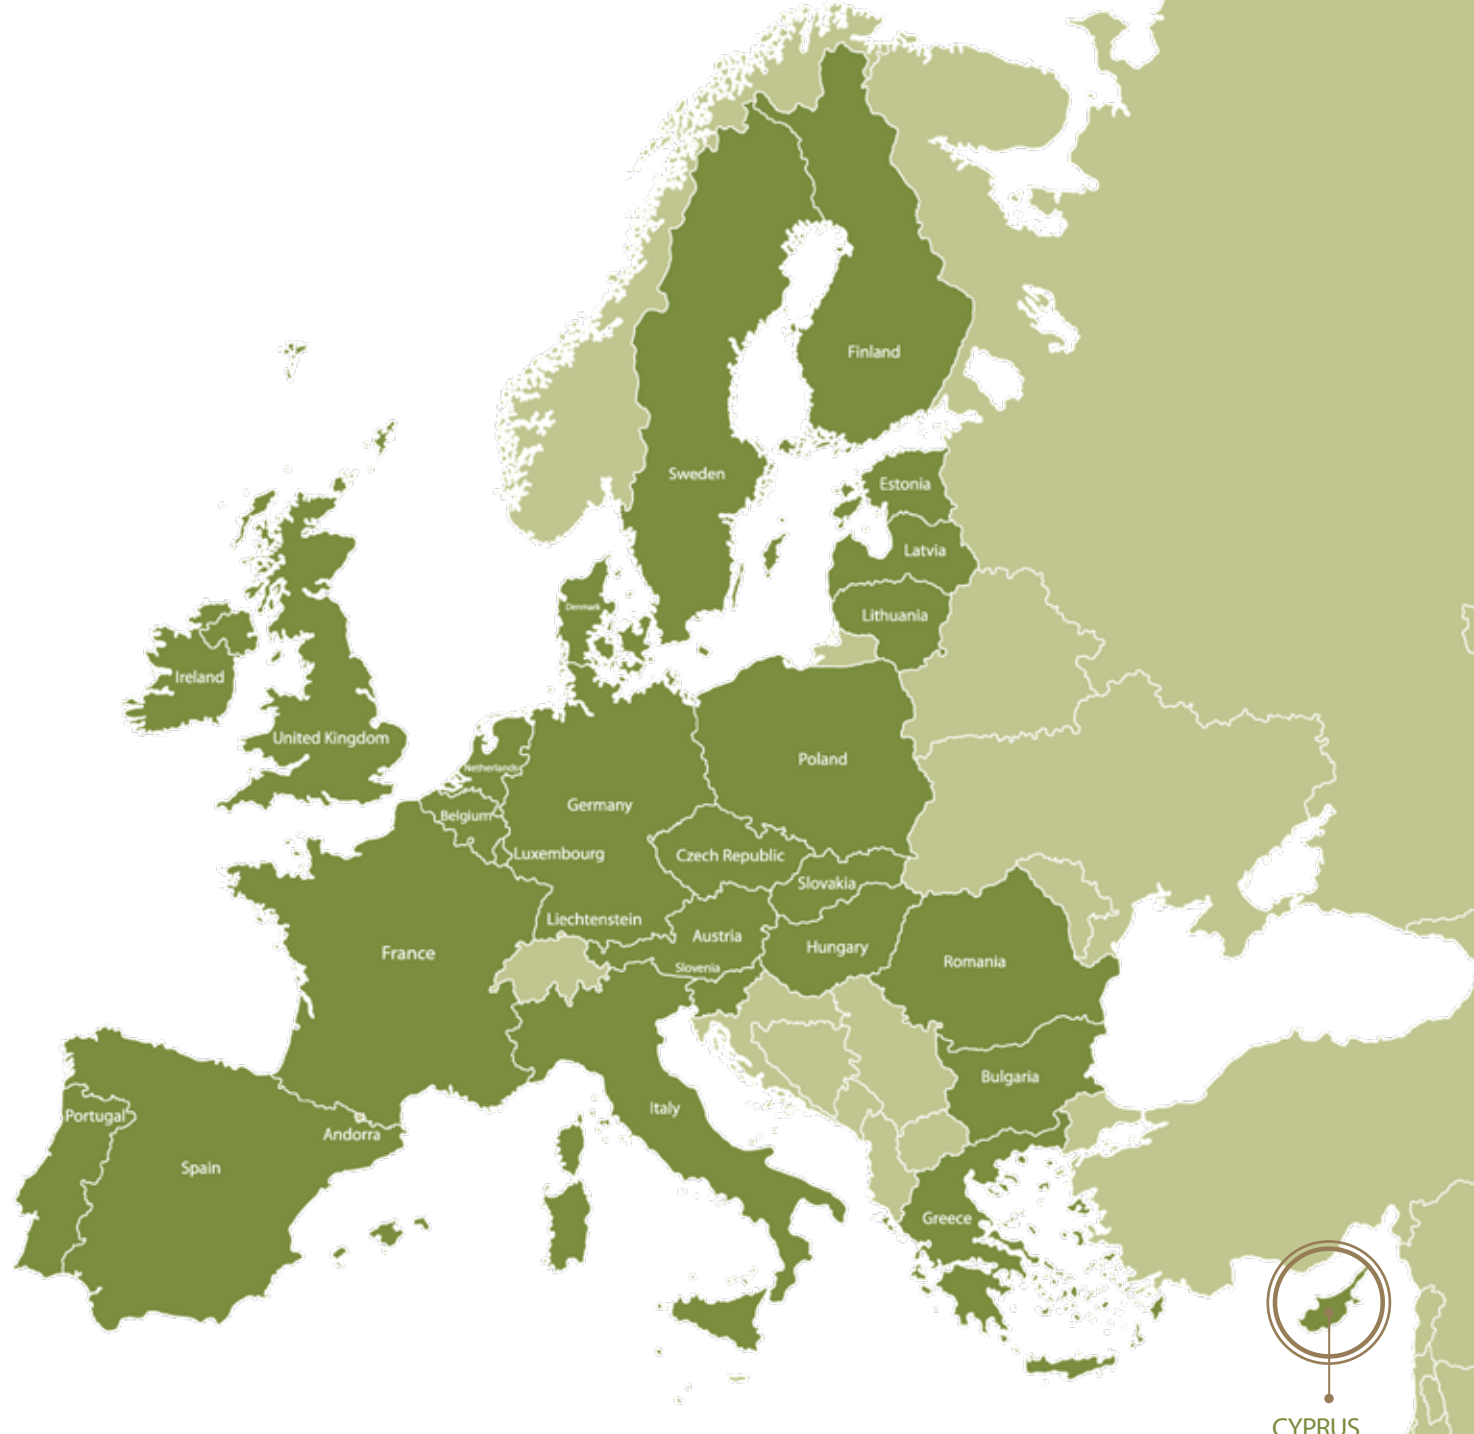 Finland
Sweden
Estonia
Latvia
Denmark
Lithuania
Ireland
United Kingdom
Poland
Netherlands
Germany
Belgium
Luxembourg
Czech Republic
Slovakia
Liechtenstein
Austria
Hungary
France
Slovenia
Romania
Bulgaria
Italy
Portugal
Andorra
Spain
Greece
CYPRUS